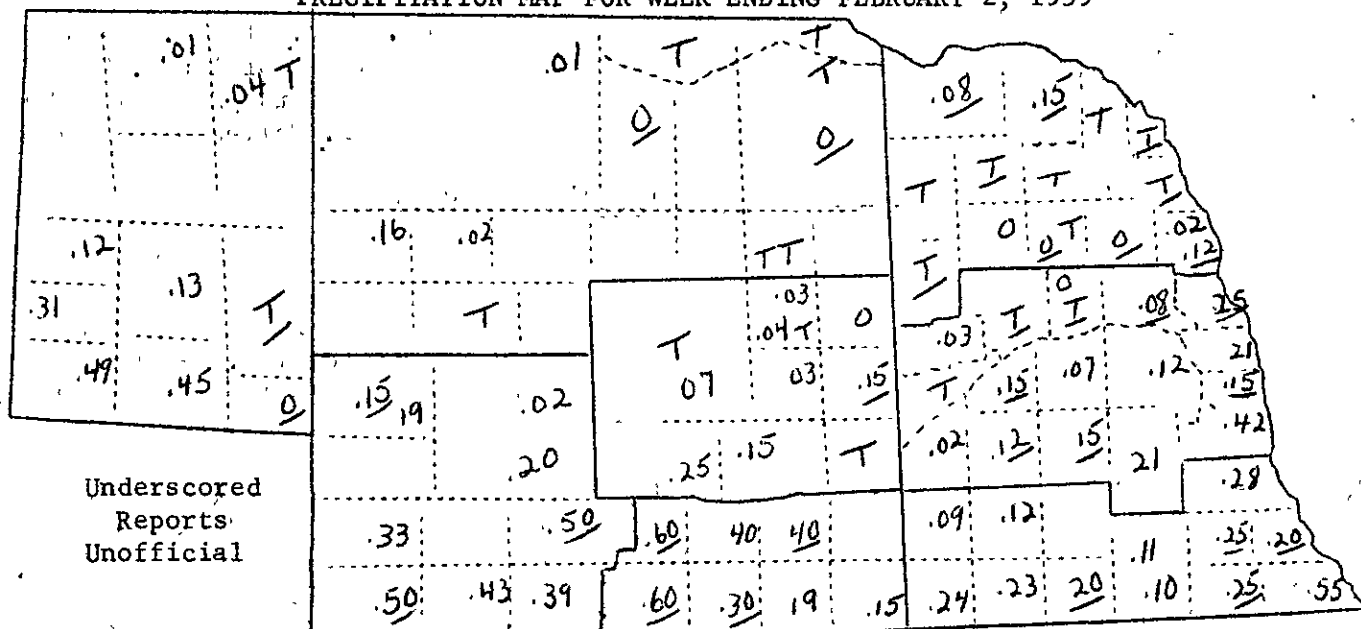 PRECIPITATION MAP FOR WEEK ENDING FEBRUARY 2, 1959
.01 .04 T .01 T T T
.08 .15 T T
0 0
T T T T
.12 .16 .02 0 0 T 0 .02 .12
T T T
.31 .13 T T .03 0 .08 .25
T .04 T 0 .03 T T 21
.49 .45 0 .15 19 .02 07 03 .15 T .15 .07 .12 .15
.42
.20 .25 .15 T .02 .12 15 21
.28
Underscored
Reports
Unofficial
.33 .50 .60 40 40 .09 .12 .11 .25 .20
.50 .43 .39 .60 .30 19 .15 .24 .23 20 .10 .25 .55